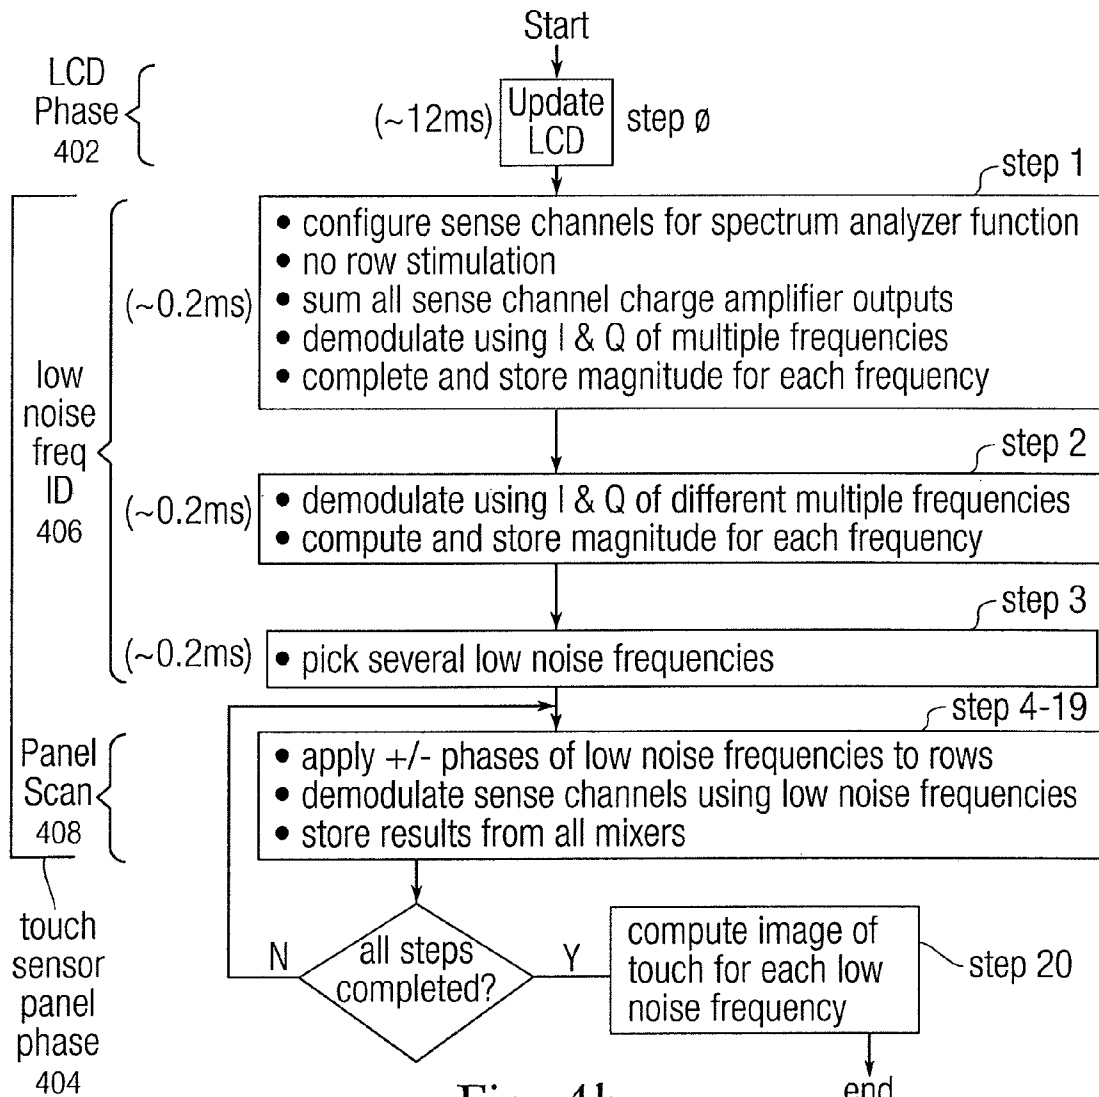 Start
LCD
Phase
402
(~12ms)
Update
LCD
step ø
step 1
• configure sense channels for spectrum analyzer function
• no row stimulation
• sum all sense channel charge amplifier outputs
• demodulate using I & Q of multiple frequencies
• complete and store magnitude for each frequency
(~0.2ms)
low
noise
freq
ID
406
step 2
(~0.2ms)
• demodulate using I & Q of different multiple frequencies
• compute and store magnitude for each frequency
step 3
(~0.2ms)
• pick several low noise frequencies
step 4-19
Panel
Scan
408
• apply +/- phases of low noise frequencies to rows
• demodulate sense channels using low noise frequencies
• store results from all mixers
touch
sensor
panel
phase
404
N
all steps
completed?
Y
compute image of
touch for each low
noise frequency
step 20
end